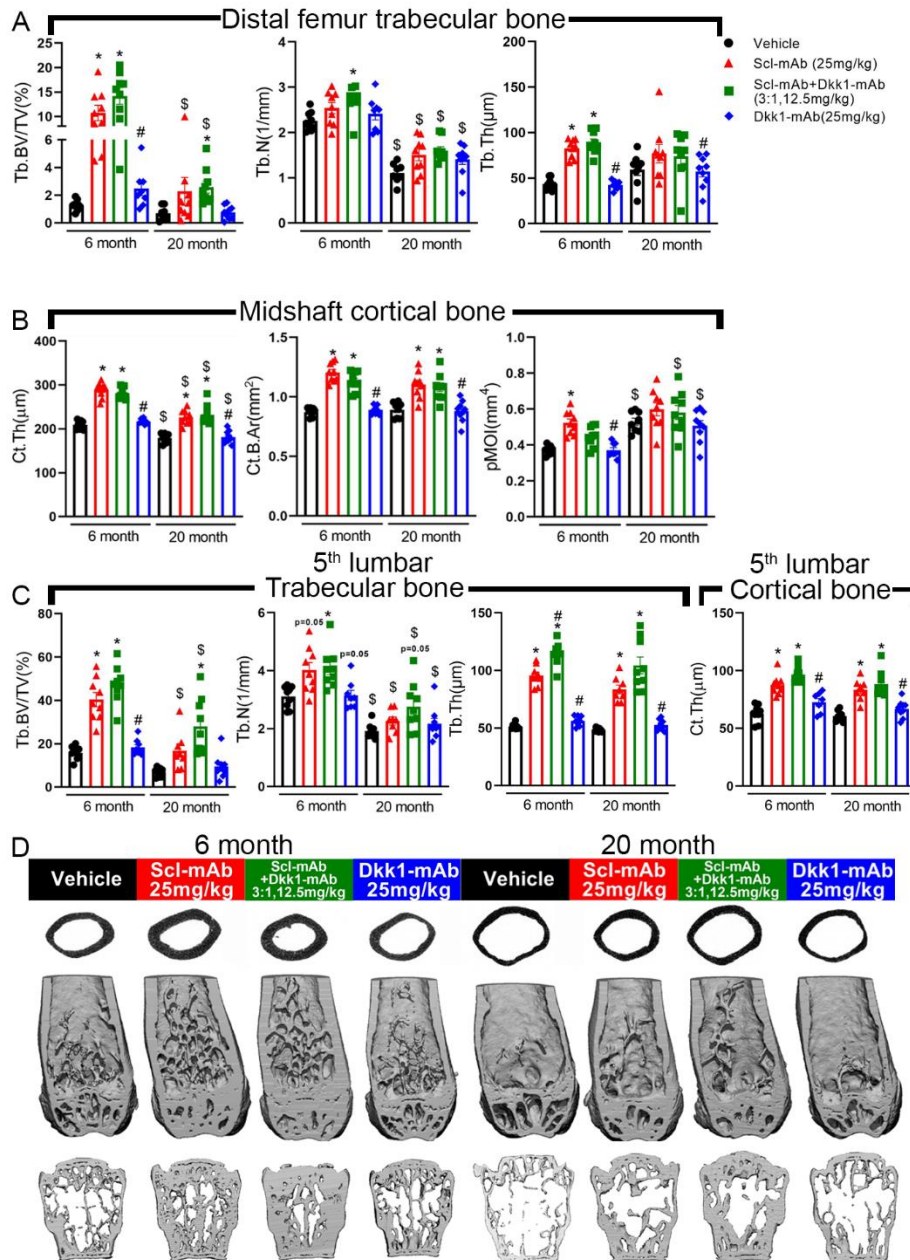 A
Distal femur trabecular bone
Tb.BV/TV(%)
20
15
10
5
6
4
2
0
* * # $ $ *
6 month 20 month
Tb.N(1/mm)
4
3
2
1
0
* $ $ $ $
6 month 20 month
Tb.Th(μm)
200
150
100
50
0
* * # #
6 month 20 month
Vehicle
Scl-mAb (25mg/kg)
Scl-mAb+Dkk1-mAb
(3:1,12.5mg/kg)
Dkk1-mAb(25mg/kg)
B
Midshaft cortical bone
Ct.Th(μm)
400
300
200
100
0
* * # $ $ * $ * $ #
6 month 20 month
Ct.B.Ar(mm²)
1.5
1.0
0.5
0.0
* * # * * #
6 month 20 month
pMOI(mm⁴)
1.0
0.8
0.6
0.4
0.2
0.0
* # $ $ $
6 month 20 month
C
5th lumbar
Trabecular bone
5th lumbar
Cortical bone
Tb.BV/TV(%)
80
60
40
20
0
* * # $ $ *
6 month 20 month
Tb.N(1/mm)
6
4
2
0
p=0.05 * p=0.05 $ $ $ p=0.05 $
6 month 20 month
Tb.Th(μm)
150
100
50
0
* # * # * * #
6 month 20 month
Ct.Th(μm)
150
100
50
0
* * # * * #
6 month 20 month
D
6 month 20 month
Vehicle
Scl-mAb
25mg/kg
Scl-mAb
+Dkk1-mAb
3:1,12.5mg/kg
Dkk1-mAb
25mg/kg
Vehicle
Scl-mAb
25mg/kg
Scl-mAb
+Dkk1-mAb
3:1,12.5mg/kg
Dkk1-mAb
25mg/kg